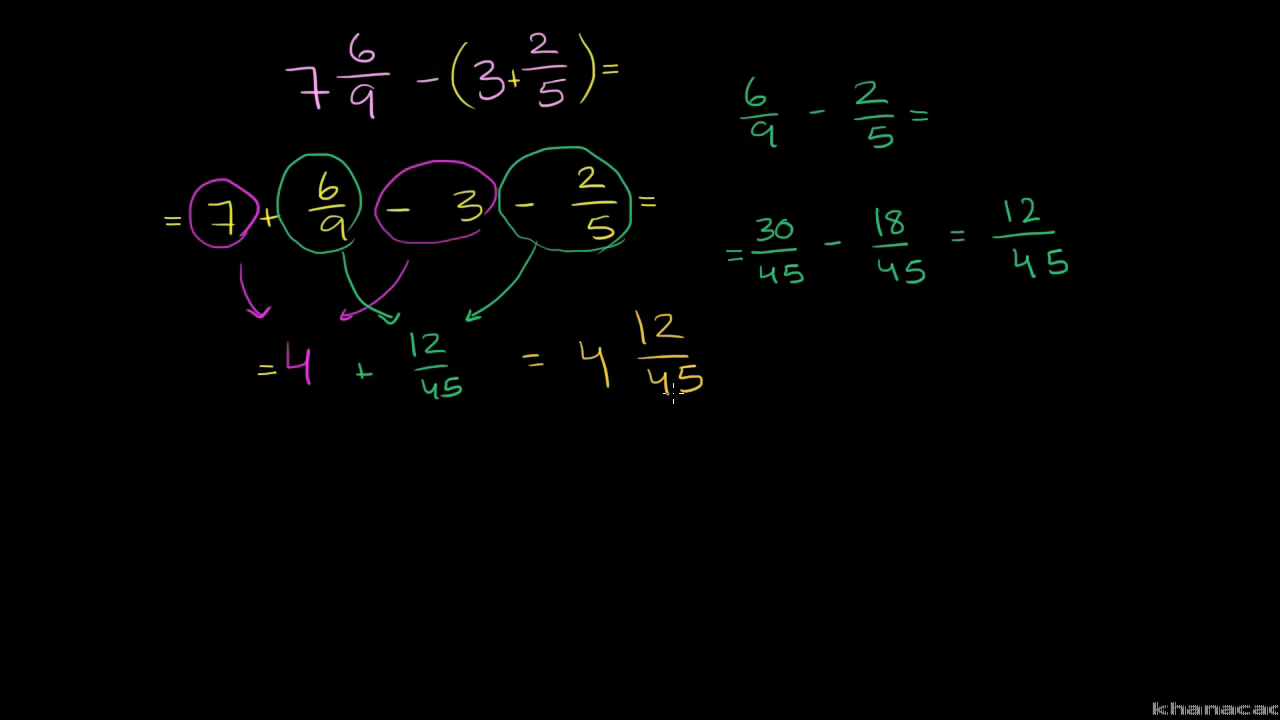 7 6/9 - (3 + 2/5) =
= 7 + 6/9 - 3 - 2/5 =
= 4 + 12/45 = 4 12/45
6/9 - 2/5 =
= 30/45 - 18/45 = 12/45
khanacad